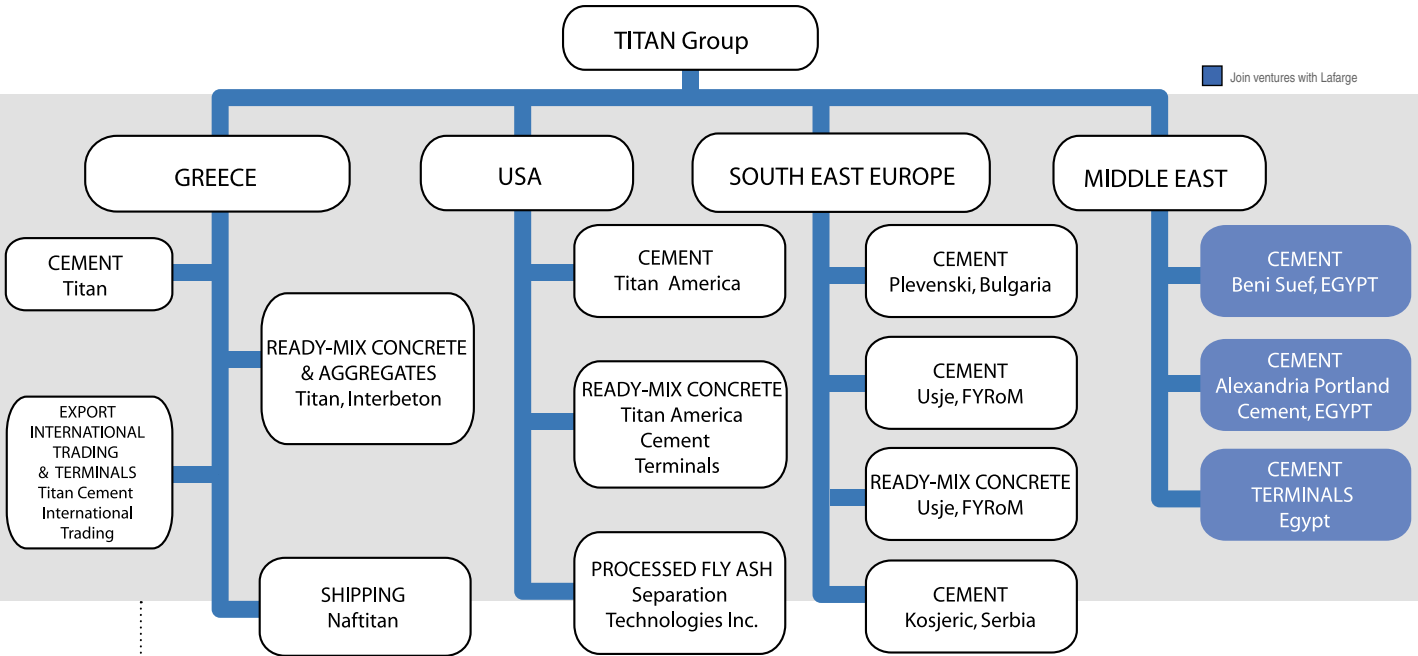 TITAN Group
Join ventures with Lafarge
GREECE
CEMENT
Titan
READY-MIX CONCRETE
& AGGREGATES
Titan, Interbeton
EXPORT
INTERNATIONAL
TRADING
& TERMINALS
Titan Cement
International
Trading
SHIPPING
Naftitan
USA
CEMENT
Titan America
READY-MIX CONCRETE
Titan America
Cement
Terminals
PROCESSED FLY ASH
Separation
Technologies Inc.
SOUTH EAST EUROPE
CEMENT
Plevenski, Bulgaria
CEMENT
Usje, FYRoM
READY-MIX CONCRETE
Usje, FYRoM
CEMENT
Kosjeric, Serbia
MIDDLE EAST
CEMENT
Beni Suef, EGYPT
CEMENT
Alexandria Portland
Cement, EGYPT
CEMENT
TERMINALS
Egypt